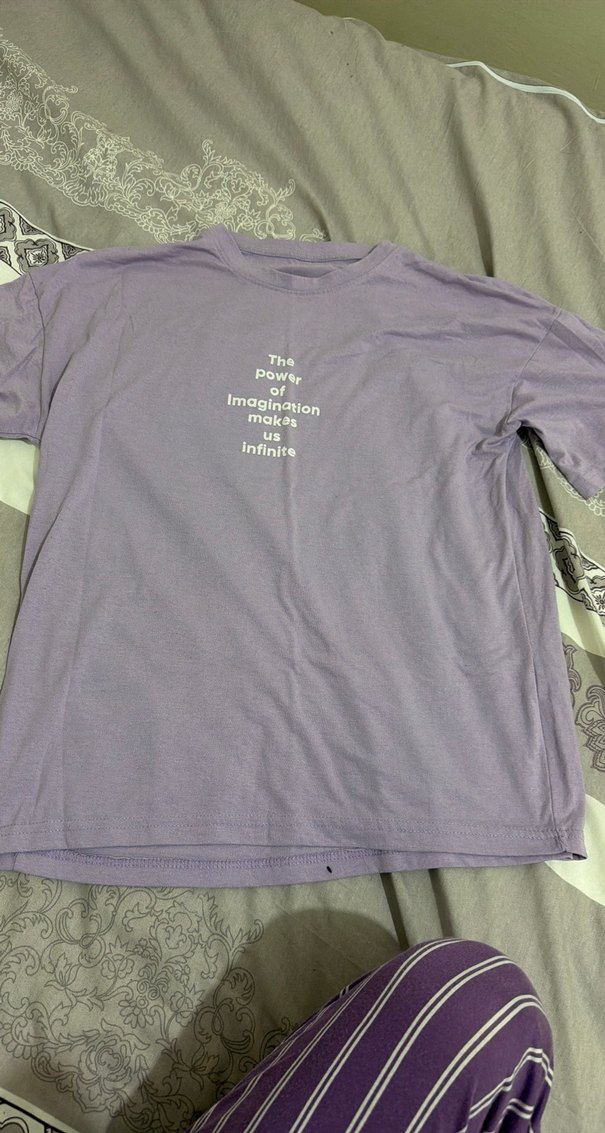 The
power
of
Imagination
makes
us
infinite